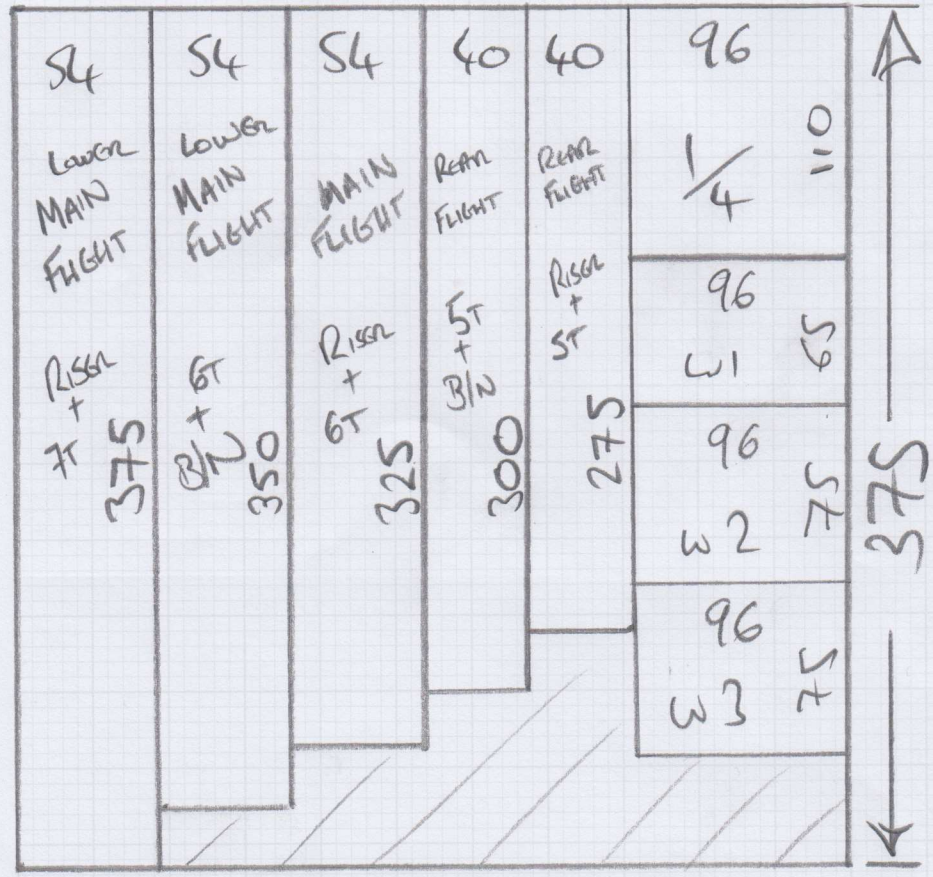 54
LOWER
MAIN
FLIGHT
RISER
+
7T
375
54
LOWER
MAIN
FLIGHT
6T
+
B/N
350
54
MAIN
FLIGHT
RISER
+
6T
325
40
REAR
FLIGHT
5T
+
B/N
300
40
REAR
FLIGHT
RISER
+
5T
275
96
1/4
110
96
W1
65
96
W2
75
96
W3
75
375